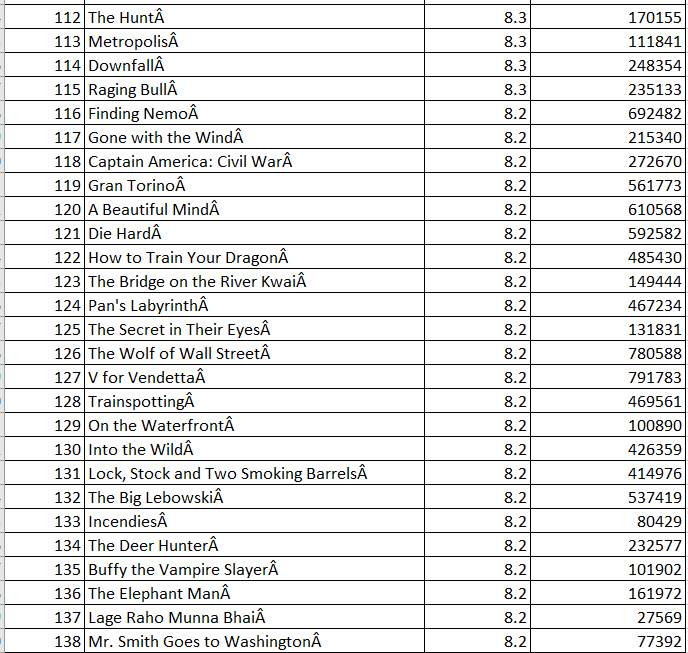 112 The HuntÂ 8.3 170155
113 MetropolisÂ 8.3 111841
114 DownfallÂ 8.3 248354
115 Raging BullÂ 8.3 235133
116 Finding NemoÂ 8.2 692482
117 Gone with the WindÂ 8.2 215340
118 Captain America: Civil WarÂ 8.2 272670
119 Gran TorinoÂ 8.2 561773
120 A Beautiful MindÂ 8.2 610568
121 Die HardÂ 8.2 592582
122 How to Train Your DragonÂ 8.2 485430
123 The Bridge on the River KwaiÂ 8.2 149444
124 Pan's LabyrinthÂ 8.2 467234
125 The Secret in Their EyesÂ 8.2 131831
126 The Wolf of Wall StreetÂ 8.2 780588
127 V for VendettaÂ 8.2 791783
128 TrainspottingÂ 8.2 469561
129 On the WaterfrontÂ 8.2 100890
130 Into the WildÂ 8.2 426359
131 Lock, Stock and Two Smoking BarrelsÂ 8.2 414976
132 The Big LebowskiÂ 8.2 537419
133 IncendiesÂ 8.2 80429
134 The Deer HunterÂ 8.2 232577
135 Buffy the Vampire SlayerÂ 8.2 101902
136 The Elephant ManÂ 8.2 161972
137 Lage Raho Munna BhaiÂ 8.2 27569
138 Mr. Smith Goes to WashingtonÂ 8.2 77392